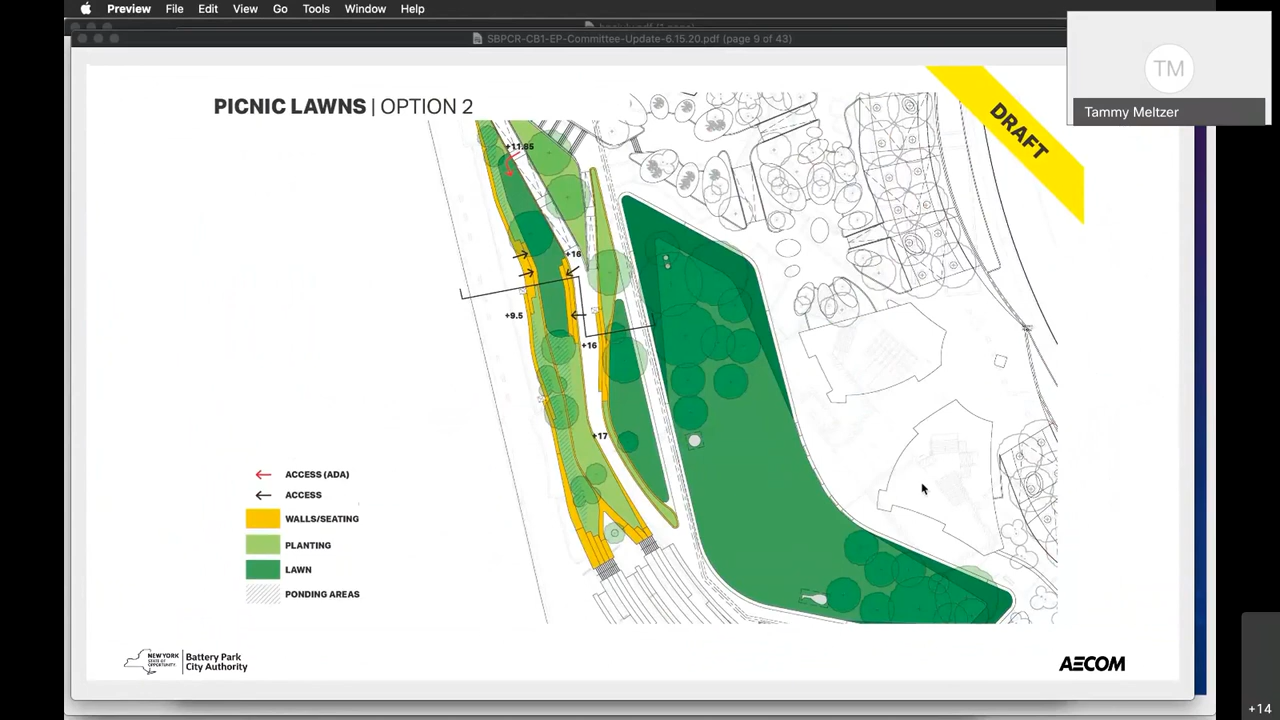 Preview File Edit View Go Tools Window Help
SBPCR-CB1-EP-Committee-Update-6.15.20.pdf (page 9 of 43)
TM
Tammy Meltzer
PICNIC LAWNS | OPTION 2
DRAFT
+11.85
+16
+9.5
+16
+17
ACCESS (ADA)
ACCESS
WALLS/SEATING
PLANTING
LAWN
PONDING AREAS
NEW YORK
STATE OF
OPPORTUNITY.
Battery Park
City Authority
AECOM
+14